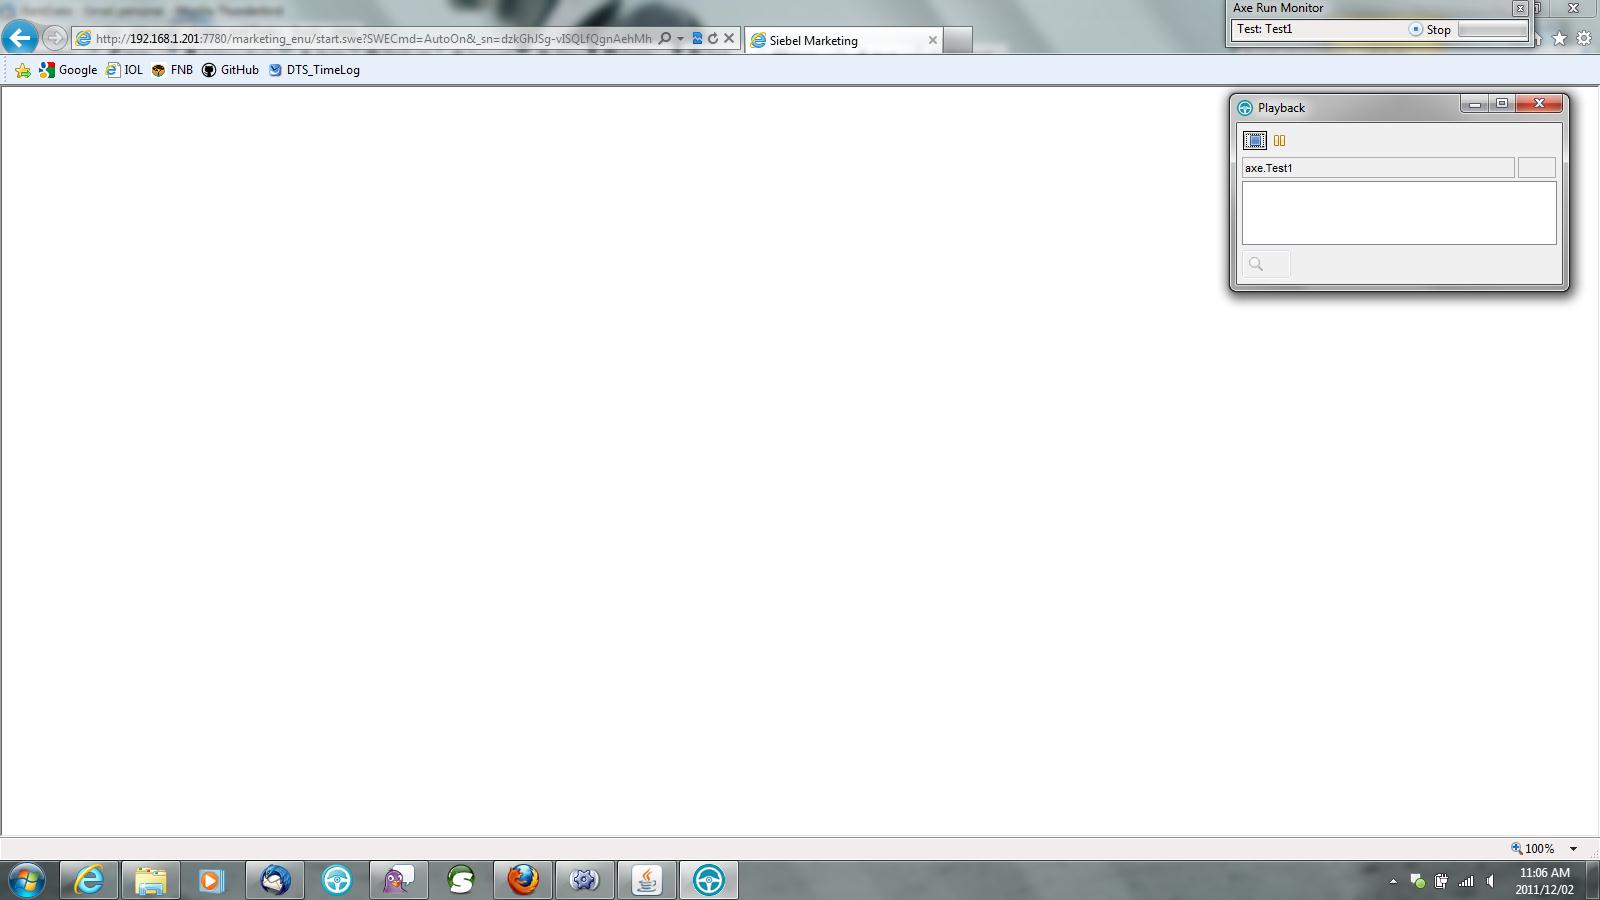 Axe Run Monitor
Test: Test1
Stop
http://192.168.1.201:7780/marketing_enu/start.swe?SWECmd=AutoOn&_sn=dzkGhJSg-vISQLfQgnAehMh
Siebel Marketing
Google
IOL
FNB
GitHub
DTS_TimeLog
Playback
axe.Test1
100%
11:06 AM
2011/12/02